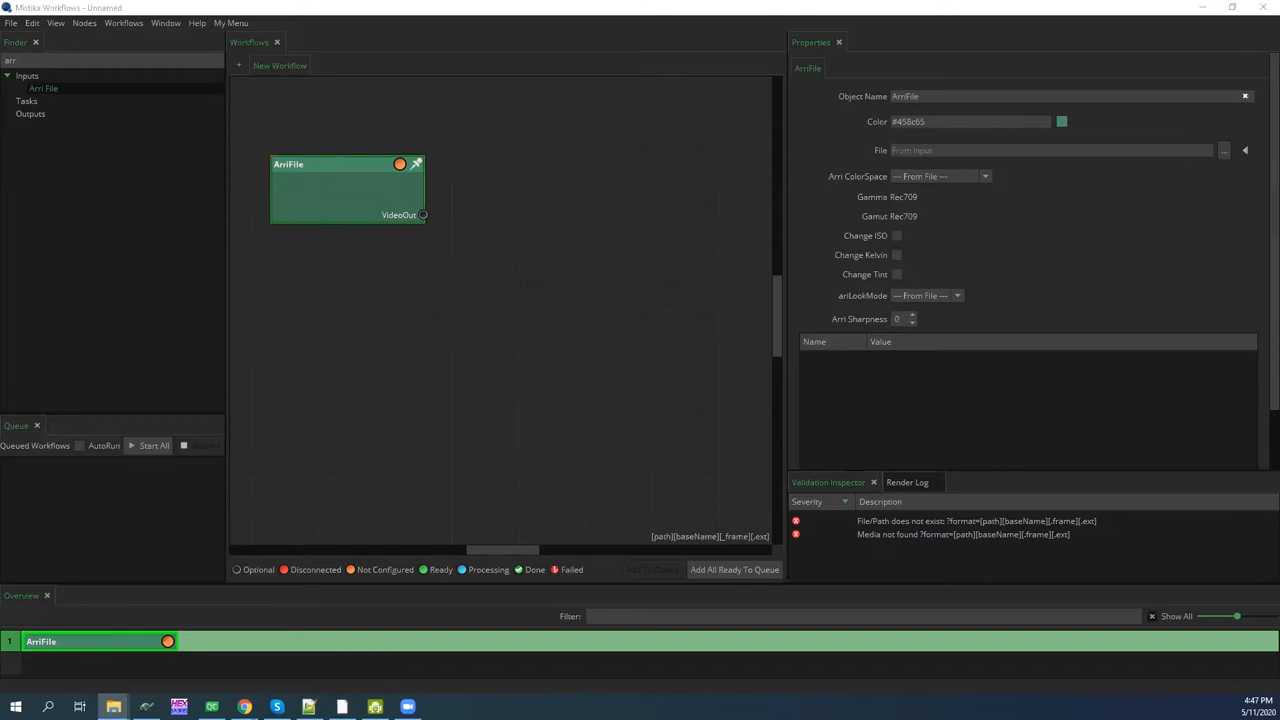 Mistika Workflows - Unnamed
File Edit View Nodes Workflows Window Help My Menu
Finder
arr
Inputs
Arri File
Tasks
Outputs
Queue
Queued Workflows AutoRun Start All
Workflows
+ New Workflow
ArriFile
VideoOut
[path][baseName][_frame][.ext]
Optional Disconnected Not Configured Ready Processing Done Failed
Add All Ready To Queue
Properties
ArriFile
Object Name ArriFile
Color #458c65
File From Input ...
Arri ColorSpace --- From File ---
Gamma Rec709
Gamut Rec709
Change ISO
Change Kelvin
Change Tint
ariLookMode --- From File ---
Arri Sharpness 0
Name Value
Validation Inspector Render Log
Severity Description
File/Path does not exist: ?format=[path][baseName][.frame][.ext]
Media not found ?format=[path][baseName][.frame][.ext]
Overview
Filter: Show All
1 ArriFile
HEX
QC
4:47 PM
5/11/2020